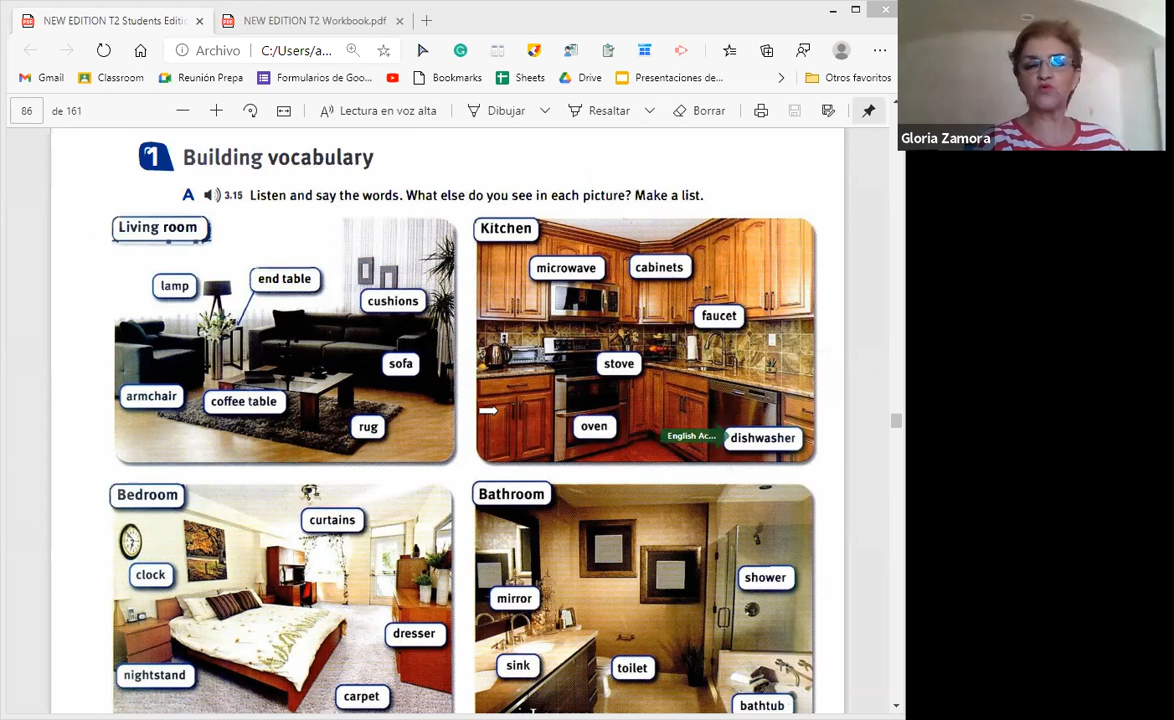 NEW EDITION T2 Students Editi
NEW EDITION T2 Workbook.pdf
Archivo
C:/Users/a...
Gmail
Classroom
Reunión Prepa
Formularios de Goo...
Bookmarks
Sheets
Drive
Presentaciones de...
Otros favoritos
86
de 161
Lectura en voz alta
Dibujar
Resaltar
Borrar
Gloria Zamora
1 Building vocabulary
A 3.15 Listen and say the words. What else do you see in each picture? Make a list.
Living room
lamp
end table
cushions
sofa
armchair
coffee table
rug
Kitchen
microwave
cabinets
faucet
stove
oven
English Ac...
dishwasher
Bedroom
curtains
clock
dresser
nightstand
carpet
Bathroom
shower
mirror
sink
toilet
bathtub